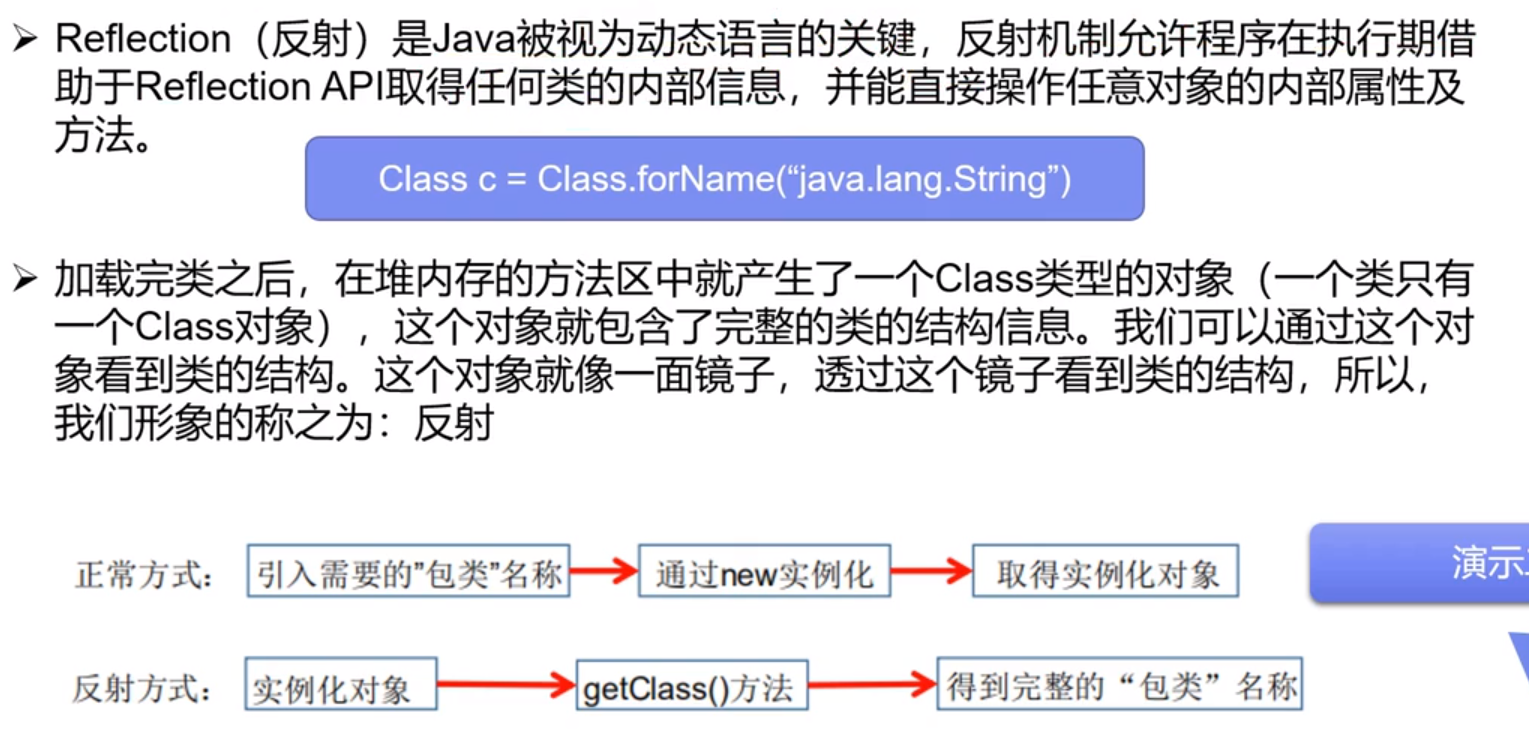 ➢ Reflection（反射）是Java被视为动态语言的关键，反射机制允许程序在执行期借
助于Reflection API取得任何类的内部信息，并能直接操作任意对象的内部属性及
方法。
Class c = Class.forName(“java.lang.String”)
➢ 加载完类之后，在堆内存的方法区中就产生了一个Class类型的对象（一个类只有
一个Class对象），这个对象就包含了完整的类的结构信息。我们可以通过这个对
象看到类的结构。这个对象就像一面镜子，透过这个镜子看到类的结构，所以，
我们形象的称之为：反射
正常方式： 引入需要的”包类”名称 通过new实例化 取得实例化对象
演示
反射方式： 实例化对象 getClass()方法 得到完整的“包类”名称